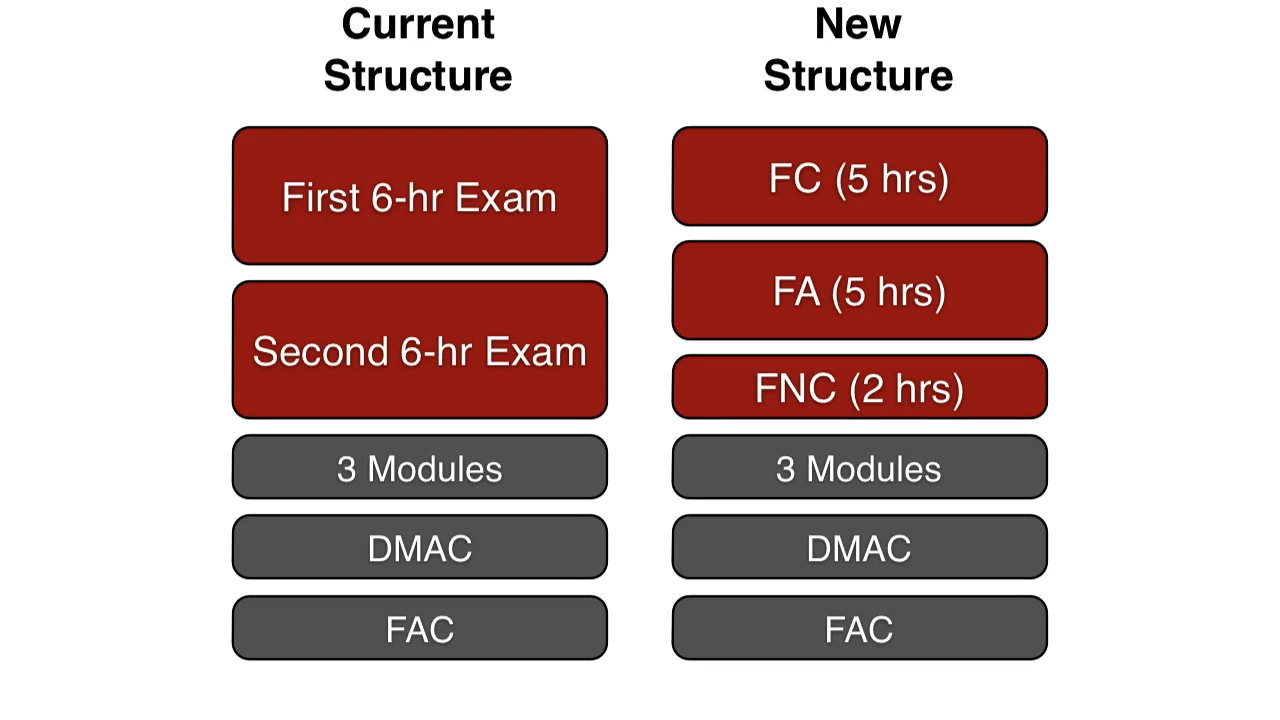 Current
Structure
First 6-hr Exam
Second 6-hr Exam
3 Modules
DMAC
FAC
New
Structure
FC (5 hrs)
FA (5 hrs)
FNC (2 hrs)
3 Modules
DMAC
FAC